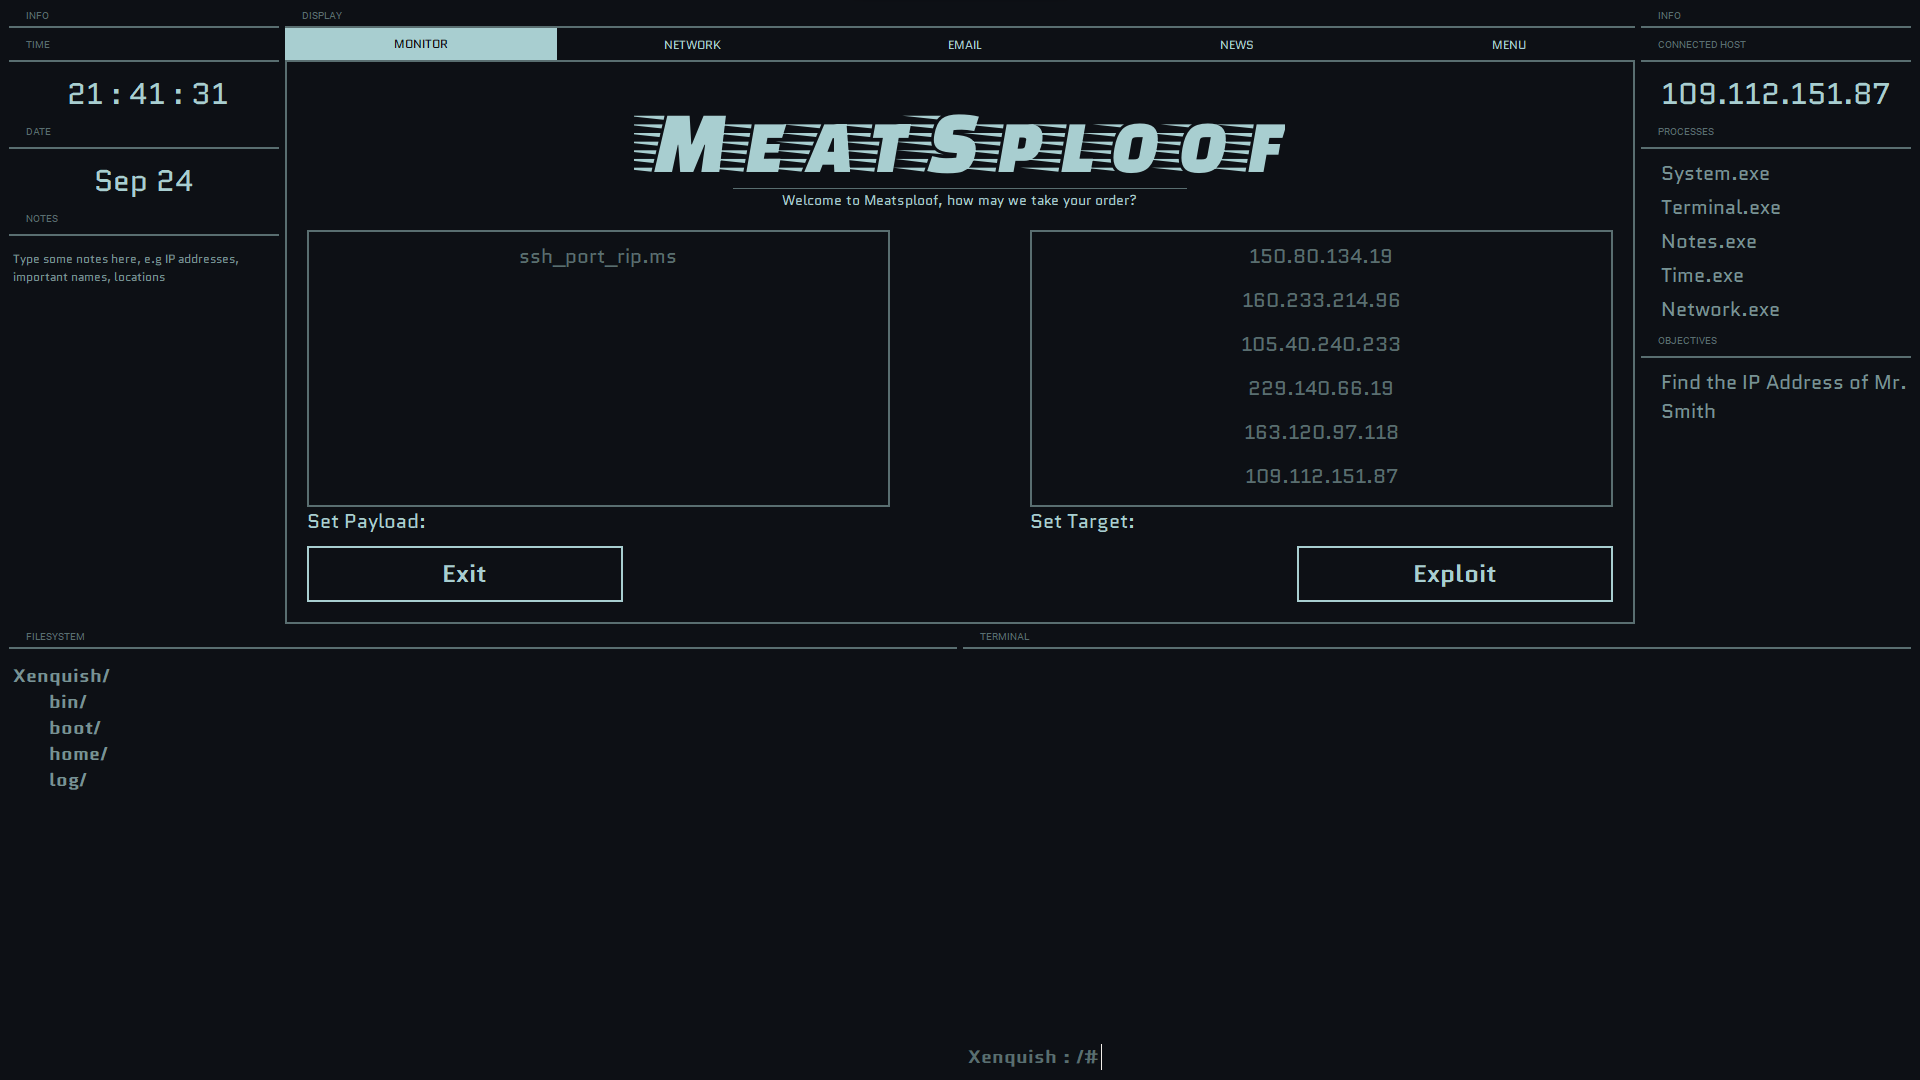 INFO
TIME
21 : 41 : 31
DATE
Sep 24
NOTES
Type some notes here, e.g IP addresses,
important names, locations
DISPLAY
MONITOR
NETWORK
EMAIL
NEWS
MENU
MEATSPLOOF
Welcome to Meatsploof, how may we take your order?
ssh_port_rip.ms
Set Payload:
Exit
150.80.134.19
160.233.214.96
105.40.240.233
229.140.66.19
163.120.97.118
109.112.151.87
Set Target:
Exploit
INFO
CONNECTED HOST
109.112.151.87
PROCESSES
System.exe
Terminal.exe
Notes.exe
Time.exe
Network.exe
OBJECTIVES
Find the IP Address of Mr.
Smith
FILESYSTEM
Xenquish/
bin/
boot/
home/
log/
TERMINAL
Xenquish : /#